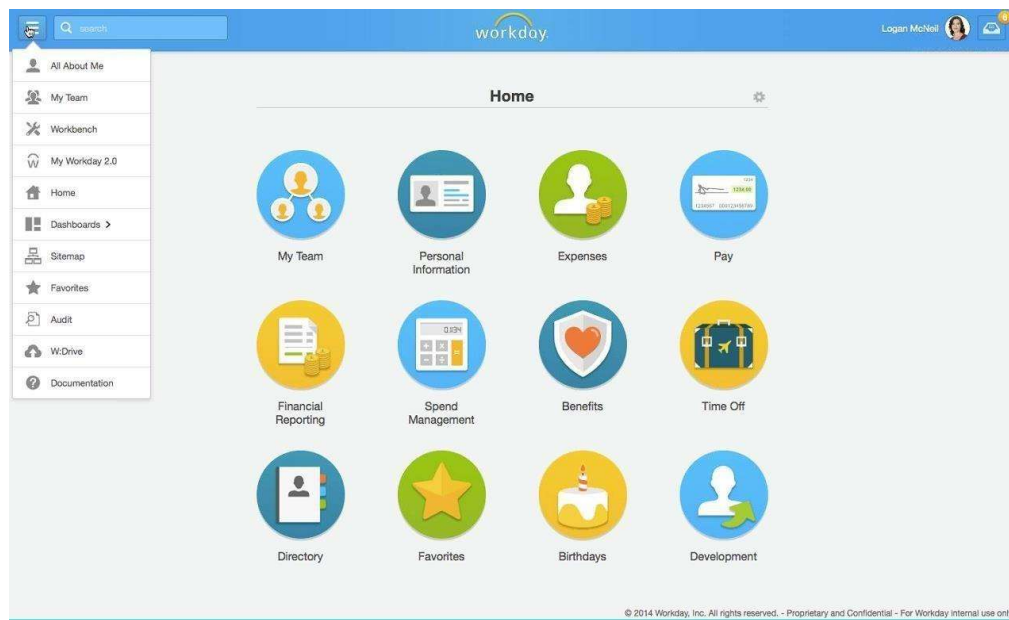 search
workday.
Logan McNeil
All About Me
My Team
Workbench
My Workday 2.0
Home
Dashboards >
Sitemap
Favorites
Audit
W:Drive
Documentation
Home
My Team
Personal
Information
Expenses
Pay
Financial
Reporting
Spend
Management
Benefits
Time Off
Directory
Favorites
Birthdays
Development
© 2014 Workday, Inc. All rights reserved. - Proprietary and Confidential - For Workday internal use onl